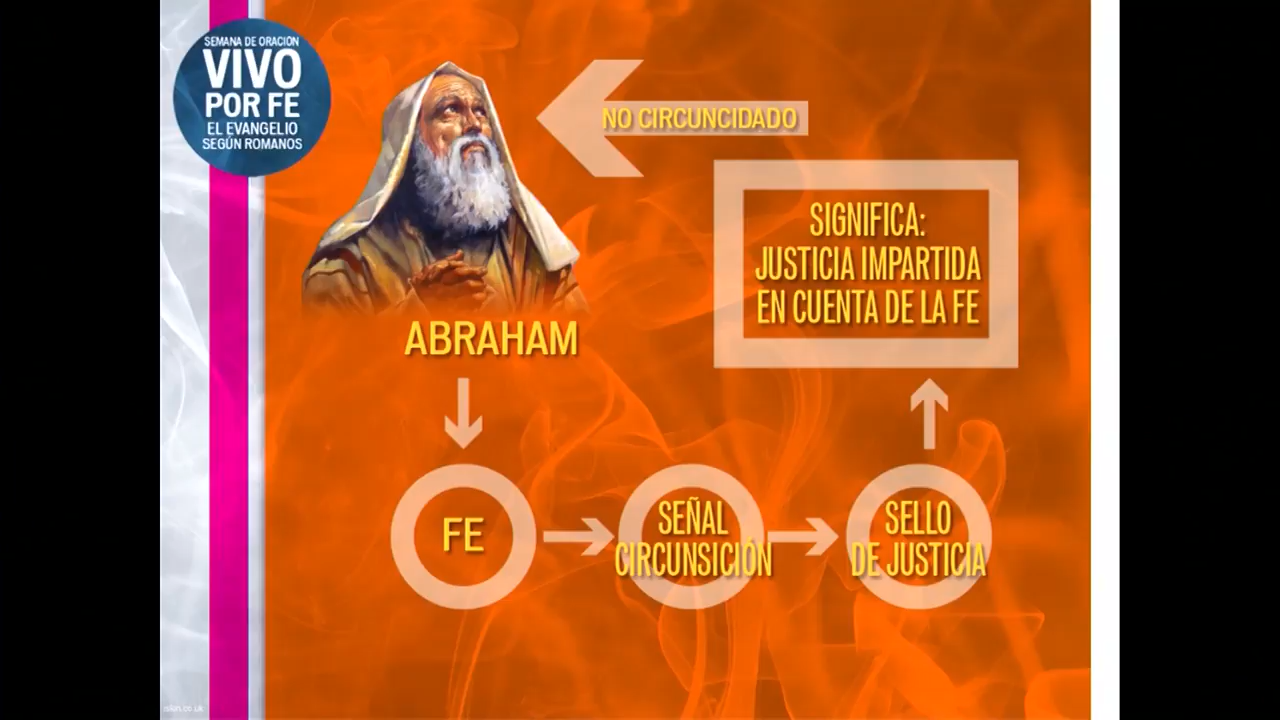 SEMANA DE ORACIÓN
VIVO
POR FE
EL EVANGELIO
SEGÚN ROMANOS
NO CIRCUNCIDADO
SIGNIFICA:
JUSTICIA IMPARTIDA
EN CUENTA DE LA FE
ABRAHAM
FE
SEÑAL
CIRCUNSICIÓN
SELLO
DE JUSTICIA